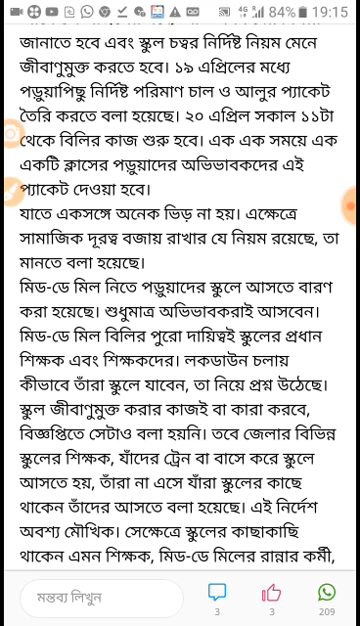 4G 84% 19:15
জানাতে হবে এবং স্কুল চত্বর নির্দিষ্ট নিয়ম মেনে
জীবাণুমুক্ত করতে হবে। ১৯ এপ্রিলের মধ্যে
পড়ুয়াপিছু নির্দিষ্ট পরিমাণ চাল ও আলুর প্যাকেট
তৈরি করতে বলা হয়েছে। ২০ এপ্রিল সকাল ১১টা
থেকে বিলির কাজ শুরু হবে। এক এক সময়ে এক
একটি ক্লাসের পড়ুয়াদের অভিভাবকদের এই
প্যাকেট দেওয়া হবে।
যাতে একসঙ্গে অনেক ভিড় না হয়। এক্ষেত্রে
সামাজিক দূরত্ব বজায় রাখার যে নিয়ম রয়েছে, তা
মানতে বলা হয়েছে।
মিড-ডে মিল নিতে পড়ুয়াদের স্কুলে আসতে বারণ
করা হয়েছে। শুধুমাত্র অভিভাবকরাই আসবেন।
মিড-ডে মিল বিলির পুরো দায়িত্বই স্কুলের প্রধান
শিক্ষক এবং শিক্ষকদের। লকডাউন চলায়
কীভাবে তাঁরা স্কুলে যাবেন, তা নিয়ে প্রশ্ন উঠেছে।
স্কুল জীবাণুমুক্ত করার কাজই বা কারা করবে,
বিজ্ঞপ্তিতে সেটাও বলা হয়নি। তবে জেলার বিভিন্ন
স্কুলের শিক্ষক, যাঁদের ট্রেন বা বাসে করে স্কুলে
আসতে হয়, তাঁরা না এসে যাঁরা স্কুলের কাছে
থাকেন তাঁদের আসতে বলা হয়েছে। এই নির্দেশ
অবশ্য মৌখিক। সেক্ষেত্রে স্কুলের কাছাকাছি
থাকেন এমন শিক্ষক, মিড-ডে মিলের রান্নার কর্মী,
মন্তব্য লিখুন
3 3 209